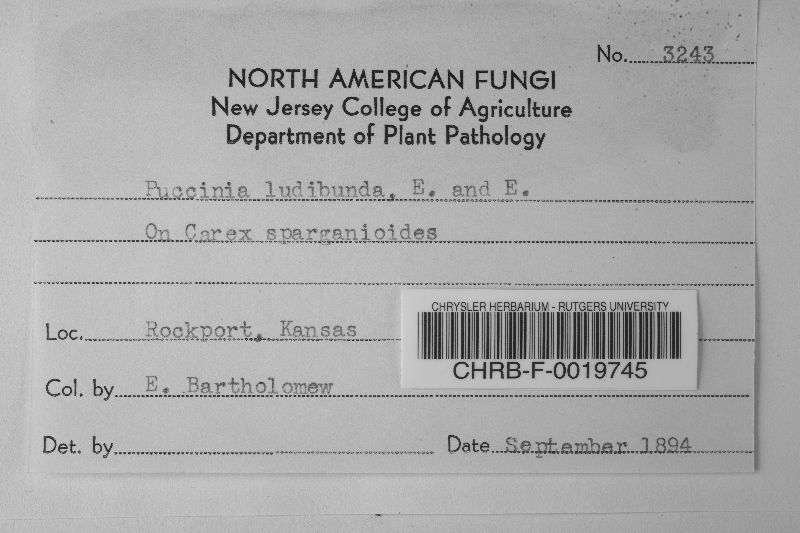 No. 3243
NORTH AMERICAN FUNGI
New Jersey College of Agriculture
Department of Plant Pathology
Puccinia ludibunda, E. and E.
On Carex sparganioides
Loc. Rockport, Kansas
CHRYSLER HERBARIUM - RUTGERS UNIVERSITY
CHRB-F-0019745
Col. by E. Bartholomew
Det. by
Date September 1894